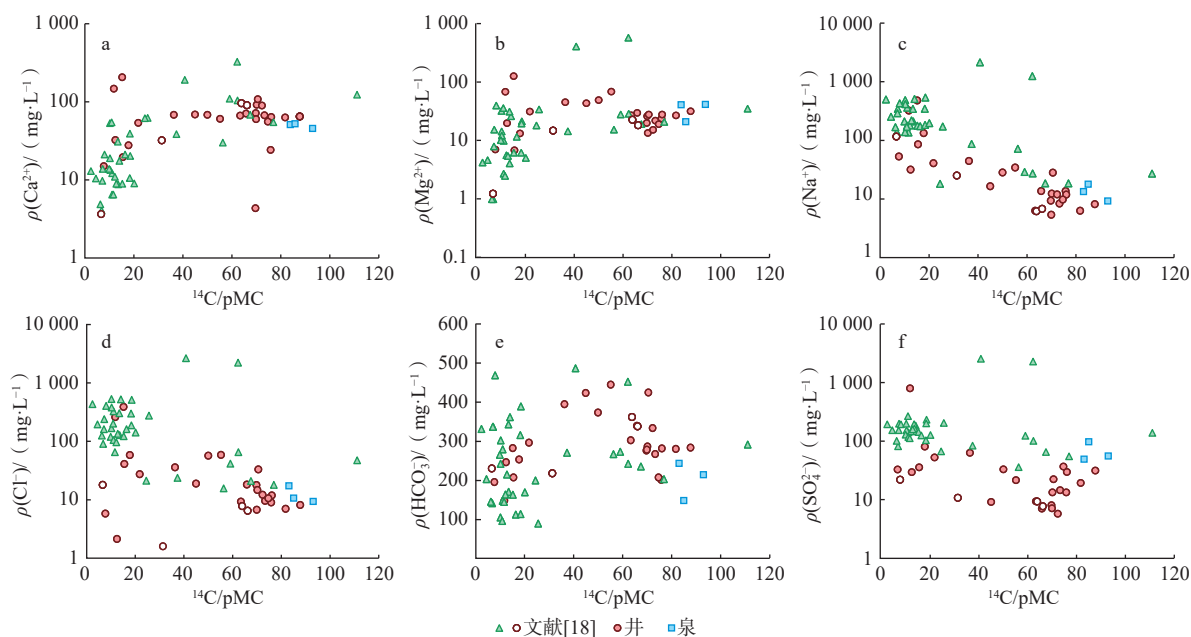 a
ρ(Ca²⁺)/( mg·L⁻¹)
1 000
100
10
1
0 20 40 60 80 100 120
¹⁴C/pMC
b
ρ(Mg²⁺)/( mg·L⁻¹)
1 000
100
10
1
0.1
0 20 40 60 80 100 120
¹⁴C/pMC
c
ρ(Na⁺)/( mg·L⁻¹)
10 000
1 000
100
10
1
0 20 40 60 80 100 120
¹⁴C/pMC
d
ρ(Cl⁻)/( mg·L⁻¹)
10 000
1 000
100
10
1
0 20 40 60 80 100 120
¹⁴C/pMC
e
ρ(HCO₃⁻)/( mg·L⁻¹)
600
500
400
300
200
100
0 20 40 60 80 100 120
¹⁴C/pMC
f
ρ(SO₄²⁻)/( mg·L⁻¹)
10 000
1 000
100
10
1
0 20 40 60 80 100 120
¹⁴C/pMC
文献[18] 井 泉